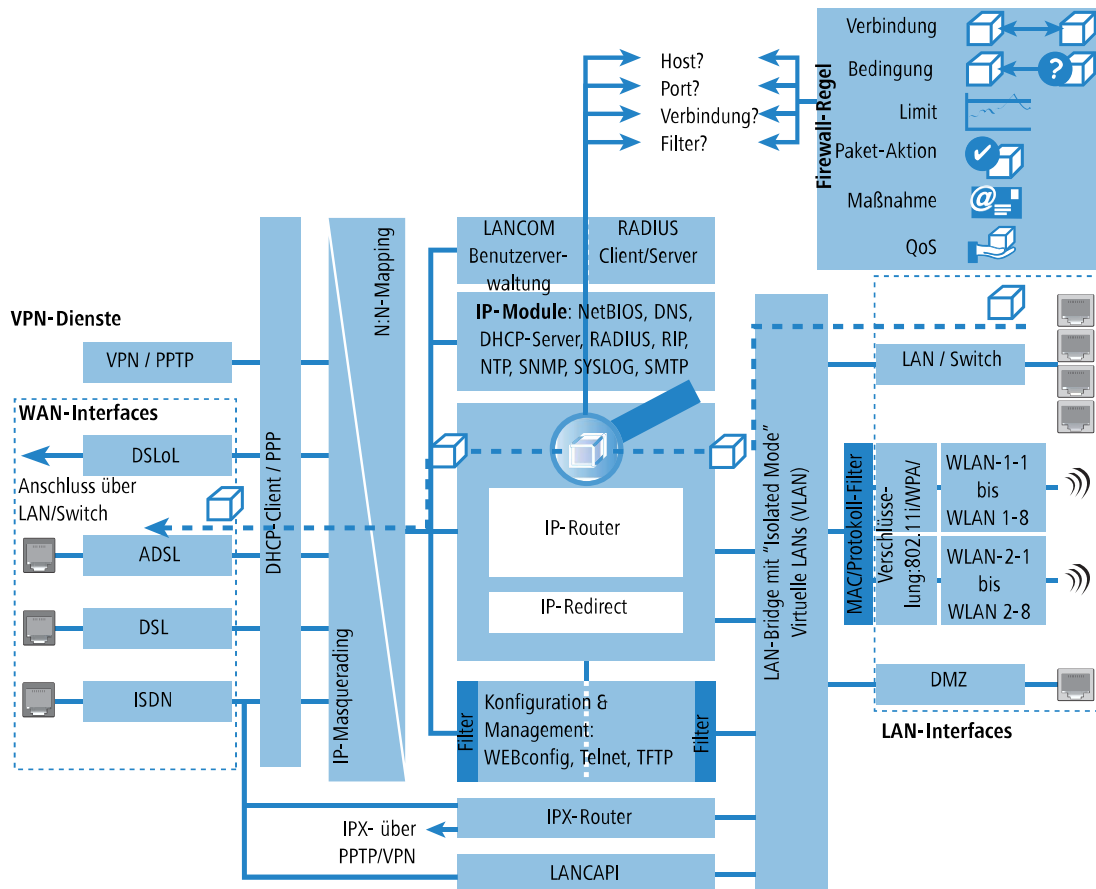 Verbindung
Bedingung
Limit
Paket-Aktion
Maßnahme
QoS
Firewall-Regel
?
@
Host?
Port?
Verbindung?
Filter?
LANCOM
Benutzerver-
waltung
RADIUS
Client/Server
IP-Module: NetBIOS, DNS,
DHCP-Server, RADIUS, RIP,
NTP, SNMP, SYSLOG, SMTP
N:N-Mapping
IP-Masquerading
DHCP-Client / PPP
VPN-Dienste
VPN / PPTP
WAN-Interfaces
DSLoL
Anschluss über
LAN/Switch
ADSL
DSL
ISDN
IP-Router
IP-Redirect
Filter
Konfiguration &
Management:
WEBconfig, Telnet, TFTP
Filter
IPX-Router
IPX- über
PPTP/VPN
LANCAPI
LAN-Bridge mit "Isolated Mode"
Virtuelle LANs (VLAN)
LAN / Switch
MAC/Protokoll-Filter
Verschlüsse-
lung:802.11i/WPA/
WLAN-1-1
bis
WLAN 1-8
WLAN-2-1
bis
WLAN 2-8
DMZ
LAN-Interfaces